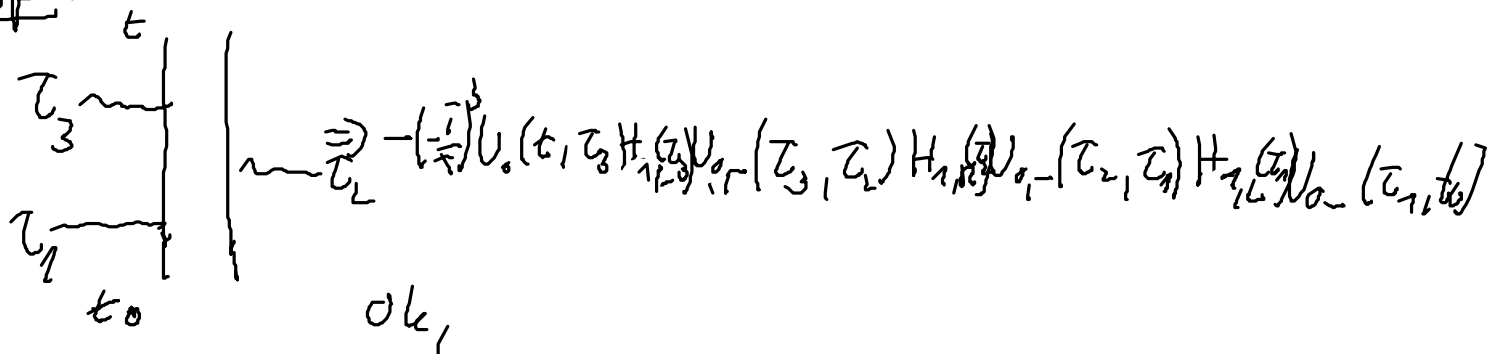 t
τ₃ ⇒ -(-i/ħ)³ U₀(t, τ₃) H₁,L(τ₃) U₀,-(τ₃, τ₂) H₁,R(τ₂) U₀,-(τ₂, τ₁) H₁,L(τ₁) U₀-(τ₁, t₀)
τ₂
τ₁
t₀ ok,